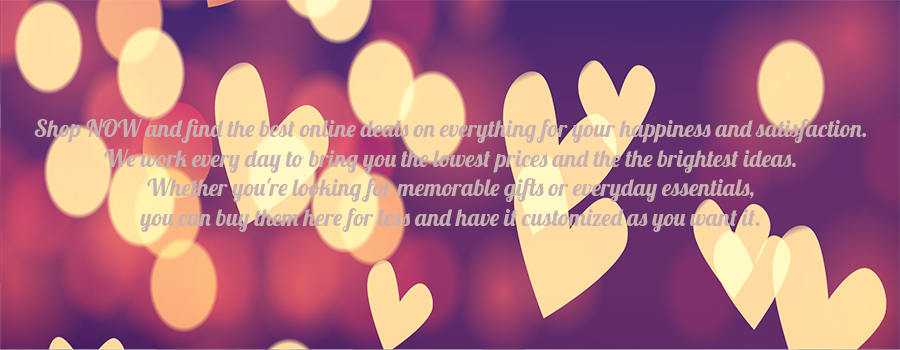 Shop NOW and find the best online deals on everything for your happiness and satisfaction.
We work every day to bring you the lowest prices and the the brightest ideas.
Whether you're looking for memorable gifts or everyday essentials,
you can buy them here for less and have it customized as you want it.